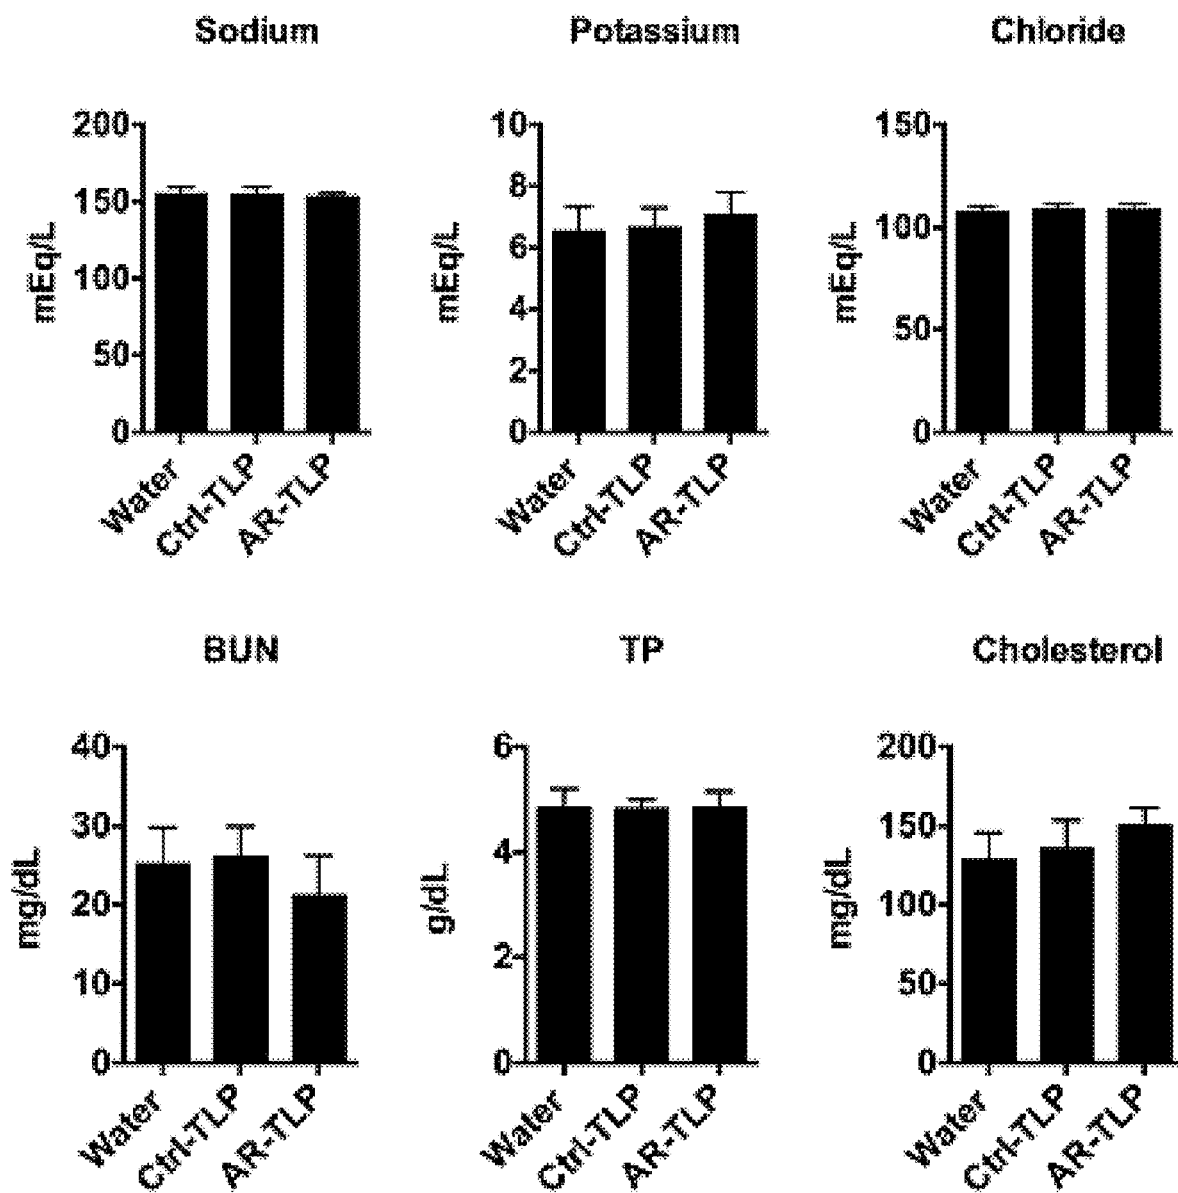 Sodium
200
150
100
50
0
mEq/L
Water
Ctrl-TLP
AR-TLP
Potassium
10
8
6
4
2
0
mEq/L
Water
Ctrl-TLP
AR-TLP
Chloride
150
100
50
0
mEq/L
Water
Ctrl-TLP
AR-TLP
BUN
40
30
20
10
0
mg/dL
Water
Ctrl-TLP
AR-TLP
TP
6
4
2
0
g/dL
Water
Ctrl-TLP
AR-TLP
Cholesterol
200
150
100
50
0
mg/dL
Water
Ctrl-TLP
AR-TLP